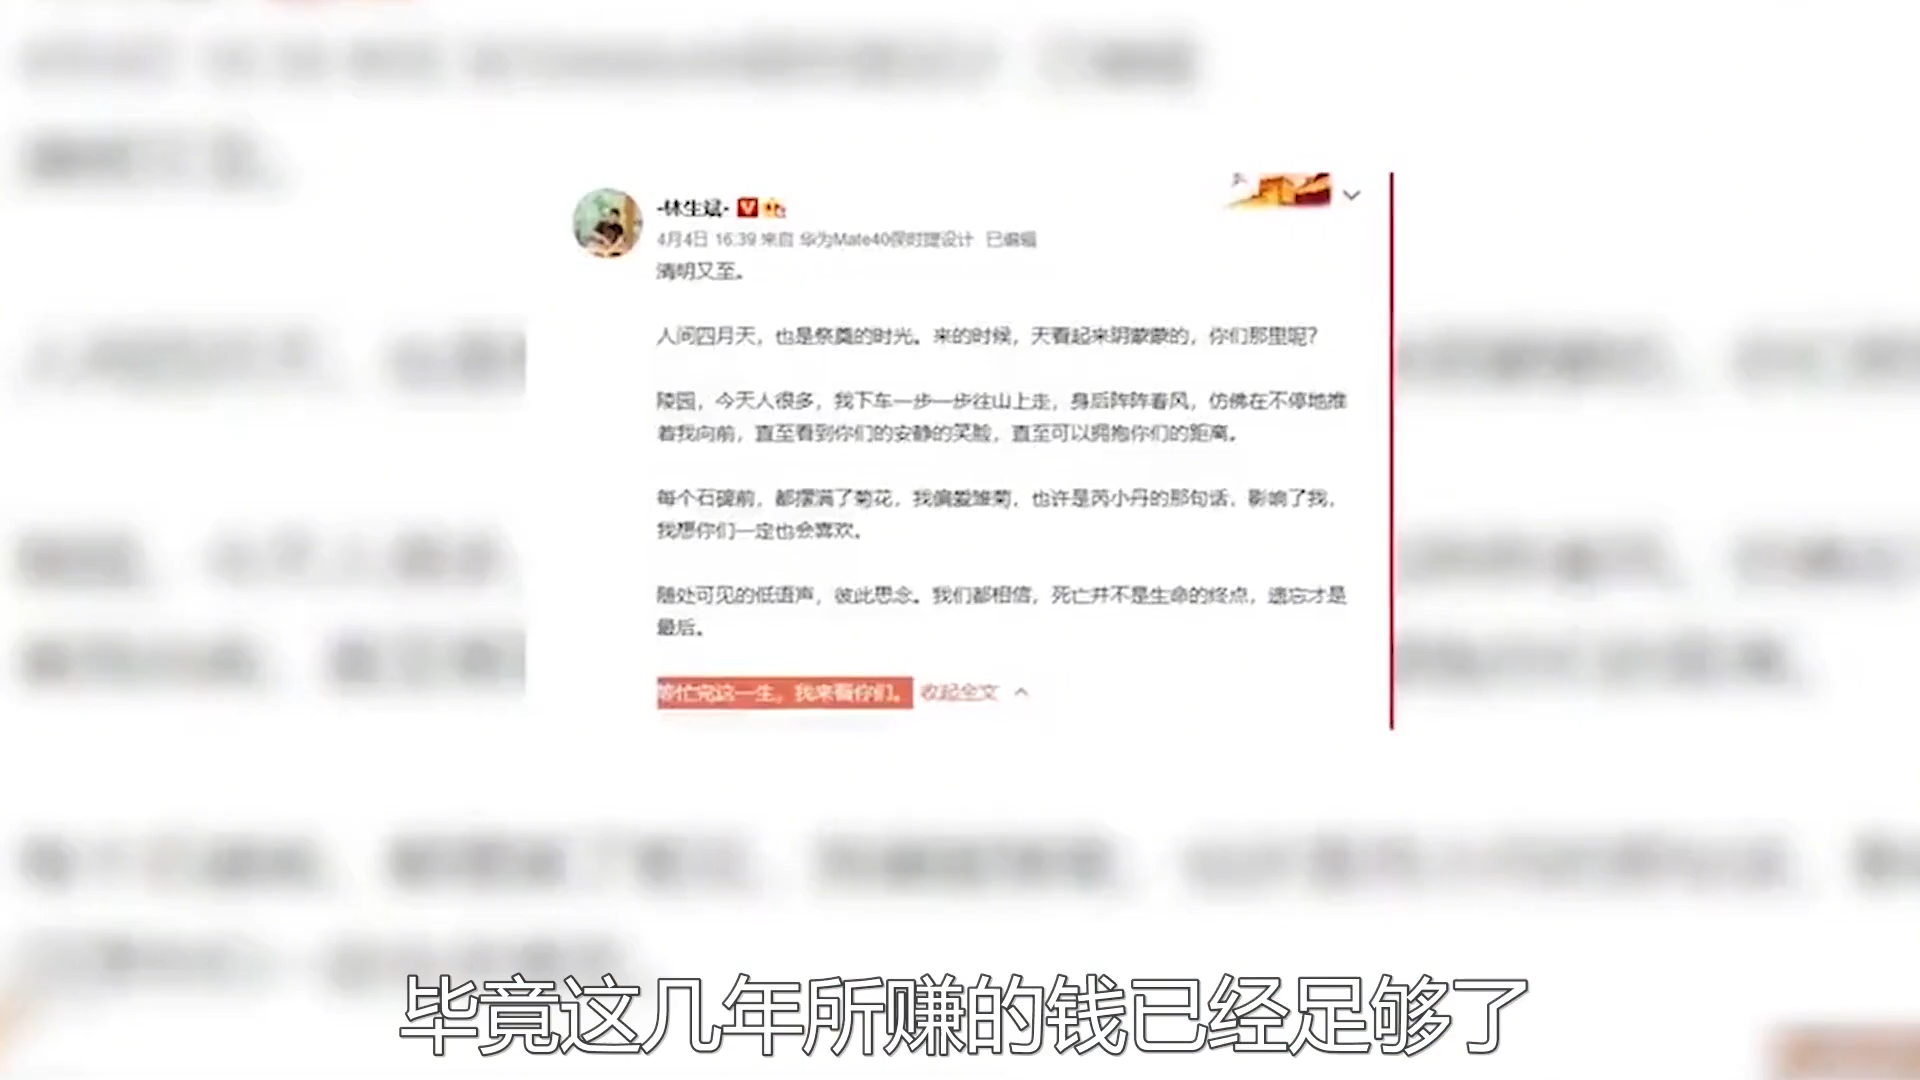 -林生斌-
4月4日 16:39 来自 华为Mate40保时捷设计 已编辑
清明又至。
人间四月天，也是祭奠的时光。来的时候，天看起来阴蒙蒙的，你们那里呢？
陵园，今天人很多，我下车一步一步往山上走，身后阵阵春风，仿佛在不停地推
着我向前，直至看到你们的安静的笑脸，直至可以拥抱你们的距离。
每个石碑前，都摆满了菊花，我偏爱雏菊，也许是芮小丹的那句话，影响了我，
我想你们一定也会喜欢。
随处可见的低语声，彼此思念。我们都相信，死亡并不是生命的终点，遗忘才是
最后。
等忙完这一生，我来看你们。 收起全文
毕竟这几年所赚的钱已经足够了